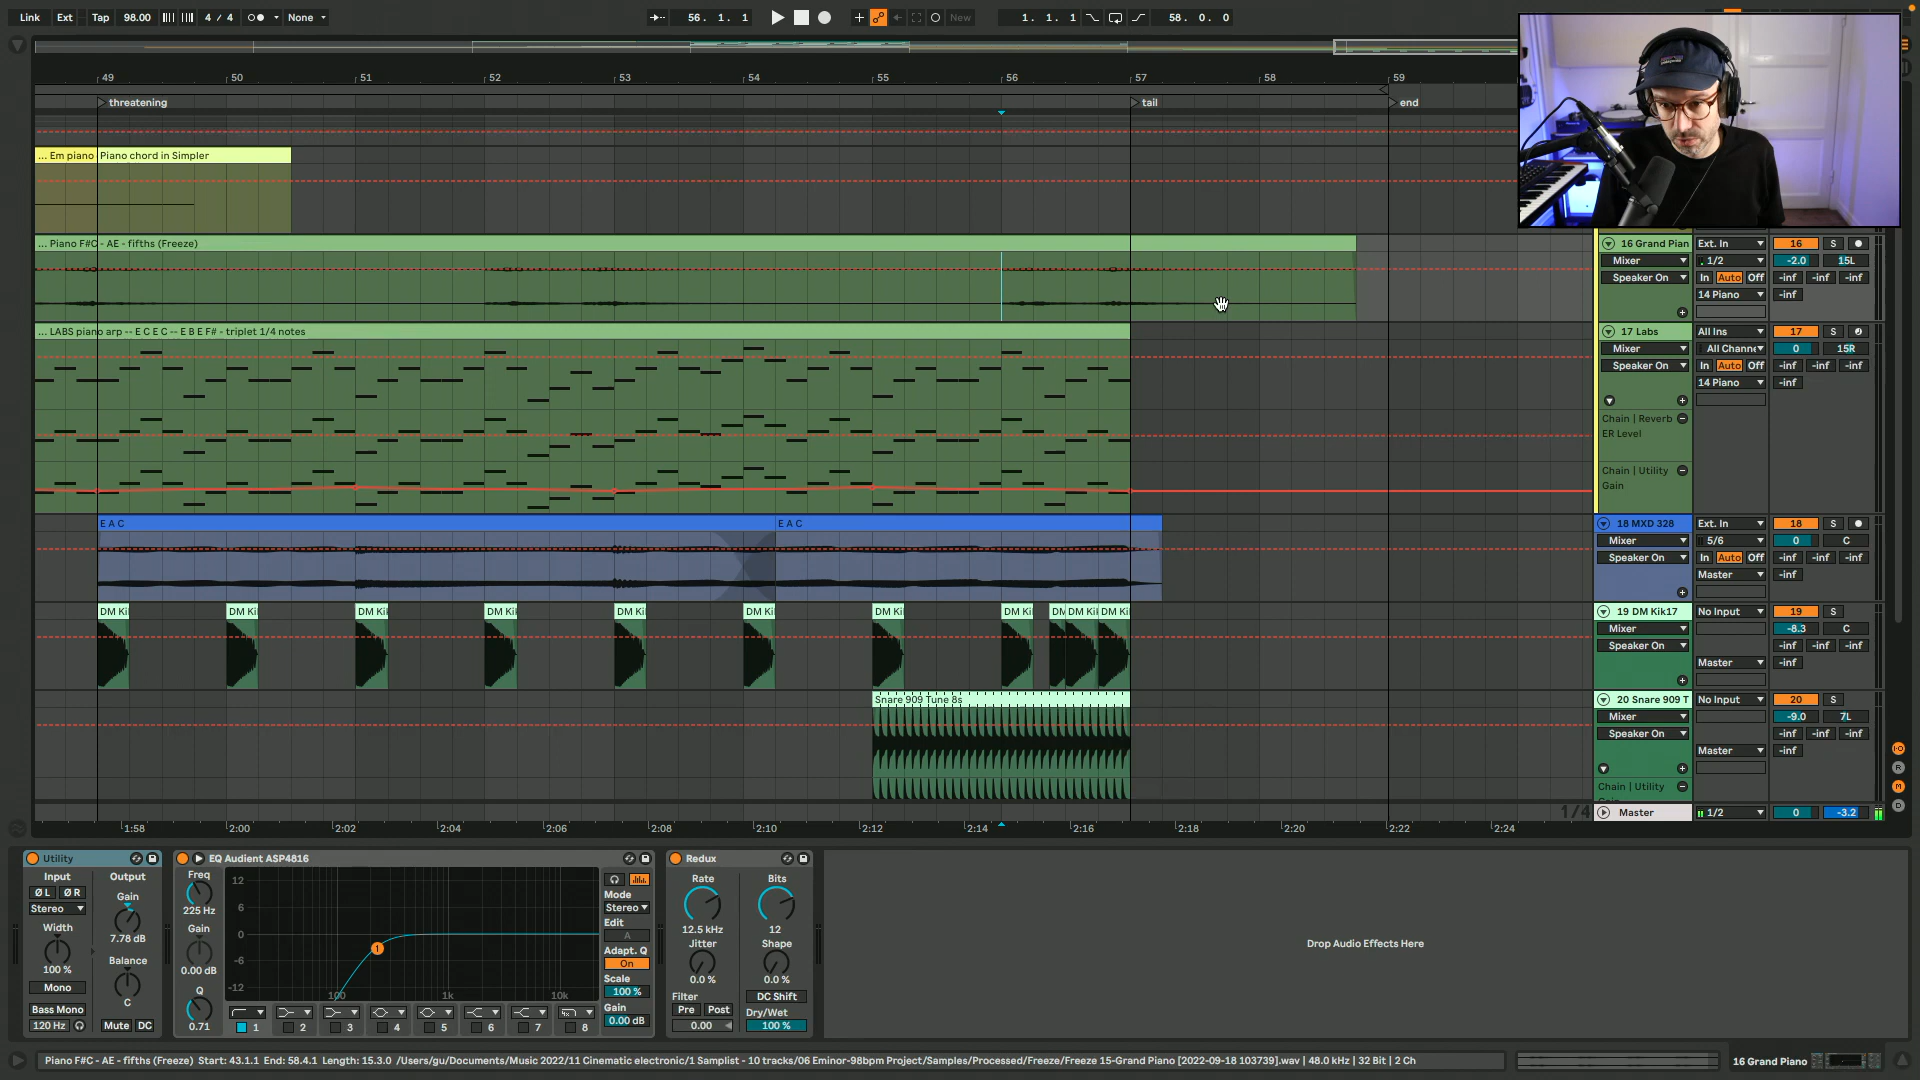 Link Ext Tap 98.00 4 / 4 None 56. 1. 1 New 1. 1. 1 58. 0. 0
49 50 51 52 53 54 55 56 57 58 59
threatening tail end
... Em piano Piano chord in Simpler
... Piano F#C - AE - fifths (Freeze)
16 Grand Pian Ext. In 16 S
Mixer 1/2 -2.0 15L
Speaker On In Auto Off -inf -inf -inf
14 Piano -inf
... LABS piano arp -- E C E C -- E B E F# - triplet 1/4 notes
17 Labs All Ins 17 S
Mixer All Channe 0 15R
Speaker On In Auto Off -inf -inf -inf
14 Piano -inf
Chain | Reverb
ER Level
Chain | Utility
Gain
E A C E A C
18 MXD 328 Ext. In 18 S
Mixer 5/6 0 C
Speaker On In Auto Off -inf -inf -inf
Master -inf
DM Ki DM Ki DM Ki DM Ki DM Ki DM Ki DM Ki DM Ki DM DM Ki DM Ki
19 DM Kik17 No Input 19 S
Mixer -8.3 C
Speaker On -inf -inf -inf
Master -inf
Snare 909 Tune 8s
20 Snare 909 T No Input 20 S
Mixer -9.0 7L
Speaker On -inf -inf -inf
Master -inf
Chain | Utility
1/4 Master 1/2 0 -3.2
1:58 2:00 2:02 2:04 2:06 2:08 2:10 2:12 2:14 2:16 2:18 2:20 2:22 2:24
Utility
Input Output
Ø L Ø R Gain
Stereo
Width 7.78 dB
100 % Balance
Mono C
Bass Mono
120 Hz Mute DC
EQ Audient ASP4816
Freq
225 Hz
Gain
0.00 dB
Q
0.71
12
6
0
-6
-12
100 1k 10k
1
1 2 3 4 5 6 7 8
Mode
Stereo
Edit
A
Adapt. Q
On
Scale
100 %
Gain
0.00 dB
Redux
Rate Bits
12.5 kHz 12
Jitter Shape
0.0 % 0.0 %
Filter DC Shift
Pre Post Dry/Wet
0.00 100 %
Drop Audio Effects Here
Piano F#C - AE - fifths (Freeze) Start: 43.1.1 End: 58.4.1 Length: 15.3.0 /Users/gu/Documents/Music 2022/11 Cinematic electronic/1 Samplist - 10 tracks/06 Eminor-98bpm Project/Samples/Processed/Freeze/Freeze 15-Grand Piano [2022-09-18 103739].wav | 48.0 kHz | 32 Bit | 2 Ch
16 Grand Piano